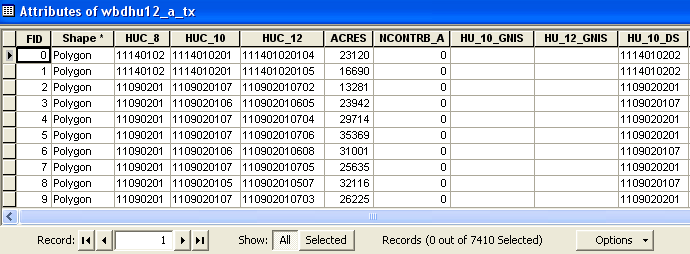 Attributes of wbdhu12_a_tx
FID Shape * HUC_8 HUC_10 HUC_12 ACRES NCONTRB_A HU_10_GNIS HU_12_GNIS HU_10_DS
0 Polygon 11140102 1114010201 111401020104 23120 0 1114010202
1 Polygon 11140102 1114010201 111401020105 16690 0 1114010202
2 Polygon 11090201 1109020107 110902010702 13281 0 1109020201
3 Polygon 11090201 1109020106 110902010605 23942 0 1109020107
4 Polygon 11090201 1109020107 110902010704 29714 0 1109020201
5 Polygon 11090201 1109020107 110902010706 35369 0 1109020201
6 Polygon 11090201 1109020106 110902010608 31001 0 1109020107
7 Polygon 11090201 1109020107 110902010705 25635 0 1109020201
8 Polygon 11090201 1109020105 110902010507 32116 0 1109020107
9 Polygon 11090201 1109020107 110902010703 26225 0 1109020201
Record: 1 Show: All Selected Records (0 out of 7410 Selected) Options